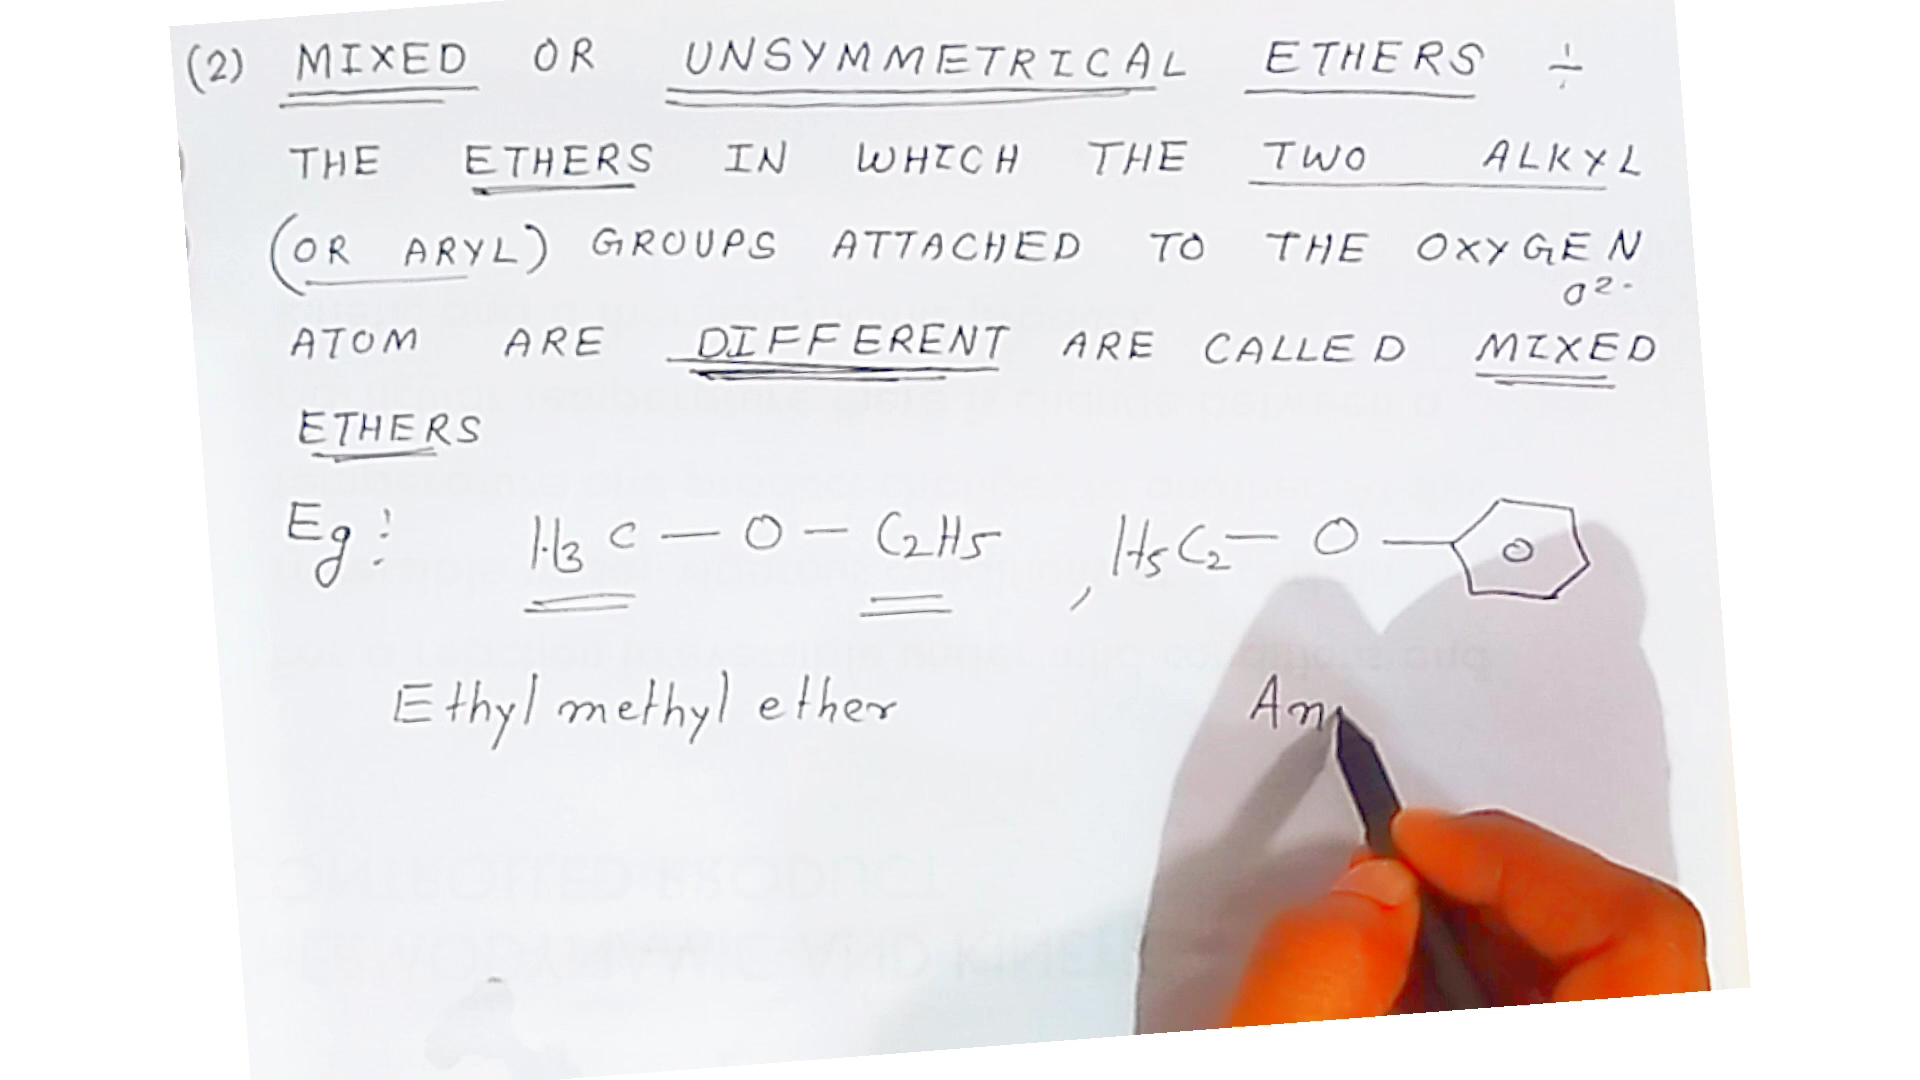 (2) MIXED OR UNSYMMETRICAL ETHERS ÷
THE ETHERS IN WHICH THE TWO ALKYL
(OR ARYL) GROUPS ATTACHED TO THE OXYGEN
O2-
ATOM ARE DIFFERENT ARE CALLED MIXED
ETHERS
Eg: H3C — O — C2H5 , H5C2 — O —
Ethyl methyl ether An